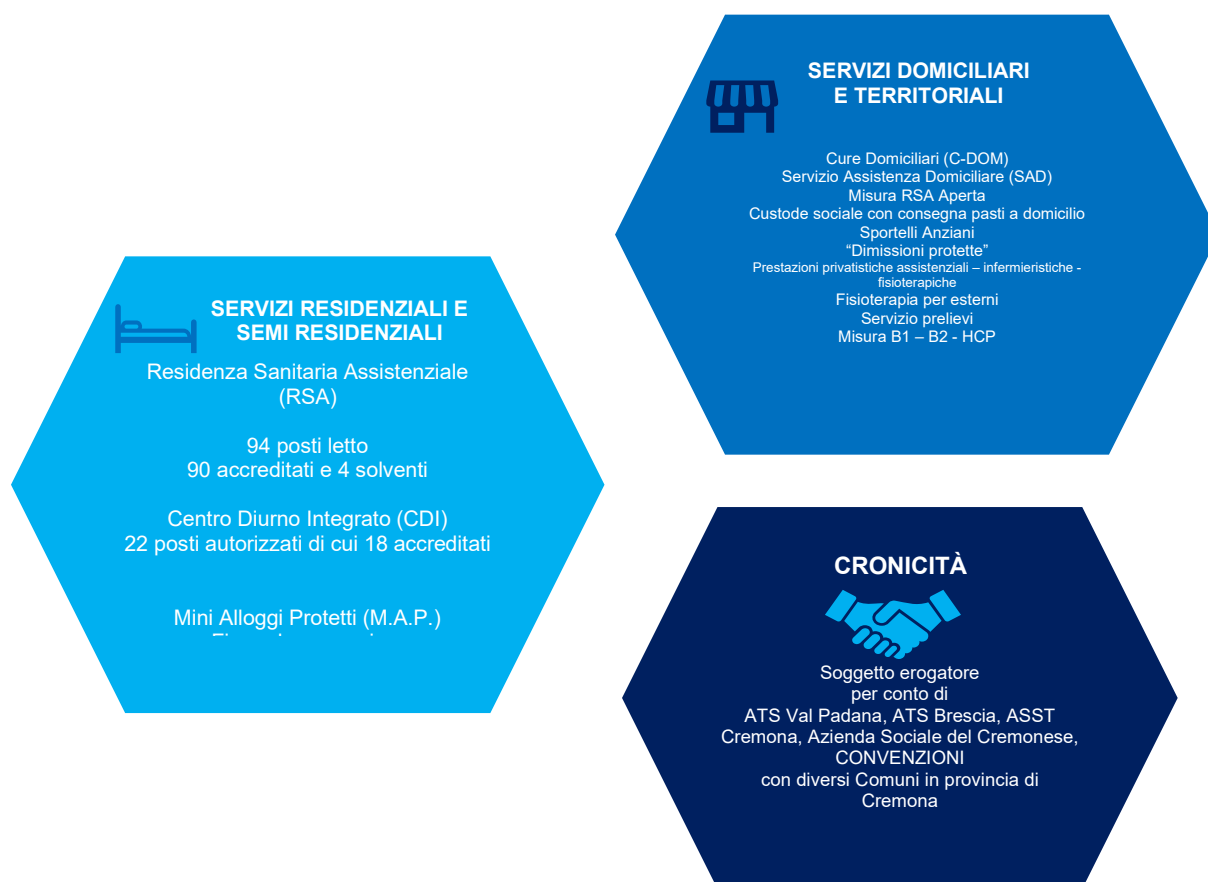 SERVIZI DOMICILIARI
E TERRITORIALI
Cure Domiciliari (C-DOM)
Servizio Assistenza Domiciliare (SAD)
Misura RSA Aperta
Custode sociale con consegna pasti a domicilio
Sportelli Anziani
“Dimissioni protette”
Prestazioni privatistiche assistenziali – infermieristiche -
fisioterapiche
Fisioterapia per esterni
Servizio prelievi
Misura B1 – B2 - HCP
SERVIZI RESIDENZIALI E
SEMI RESIDENZIALI
Residenza Sanitaria Assistenziale
(RSA)
94 posti letto
90 accreditati e 4 solventi
Centro Diurno Integrato (CDI)
22 posti autorizzati di cui 18 accreditati
Mini Alloggi Protetti (M.A.P.)
CRONICITÀ
Soggetto erogatore
per conto di
ATS Val Padana, ATS Brescia, ASST
Cremona, Azienda Sociale del Cremonese,
CONVENZIONI
con diversi Comuni in provincia di
Cremona